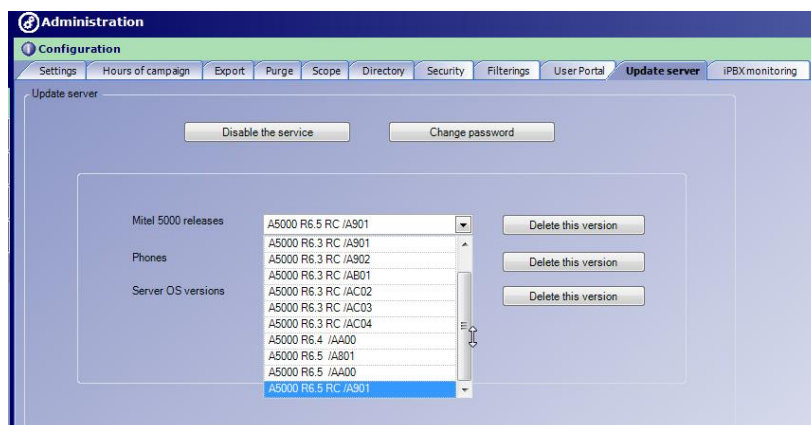 Administration
Configuration
Settings Hours of campaign Export Purge Scope Directory Security Filterings User Portal Update server iPBX monitoring
Update server
Disable the service Change password
Mitel 5000 releases A5000 R6.5 RC /A901 Delete this version
A5000 R6.3 RC /A901
Phones A5000 R6.3 RC /A902 Delete this version
A5000 R6.3 RC /AB01
Server OS versions A5000 R6.3 RC /AC02 Delete this version
A5000 R6.3 RC /AC03
A5000 R6.3 RC /AC04
A5000 R6.4 /AA00
A5000 R6.5 /A801
A5000 R6.5 /AA00
A5000 R6.5 RC /A901